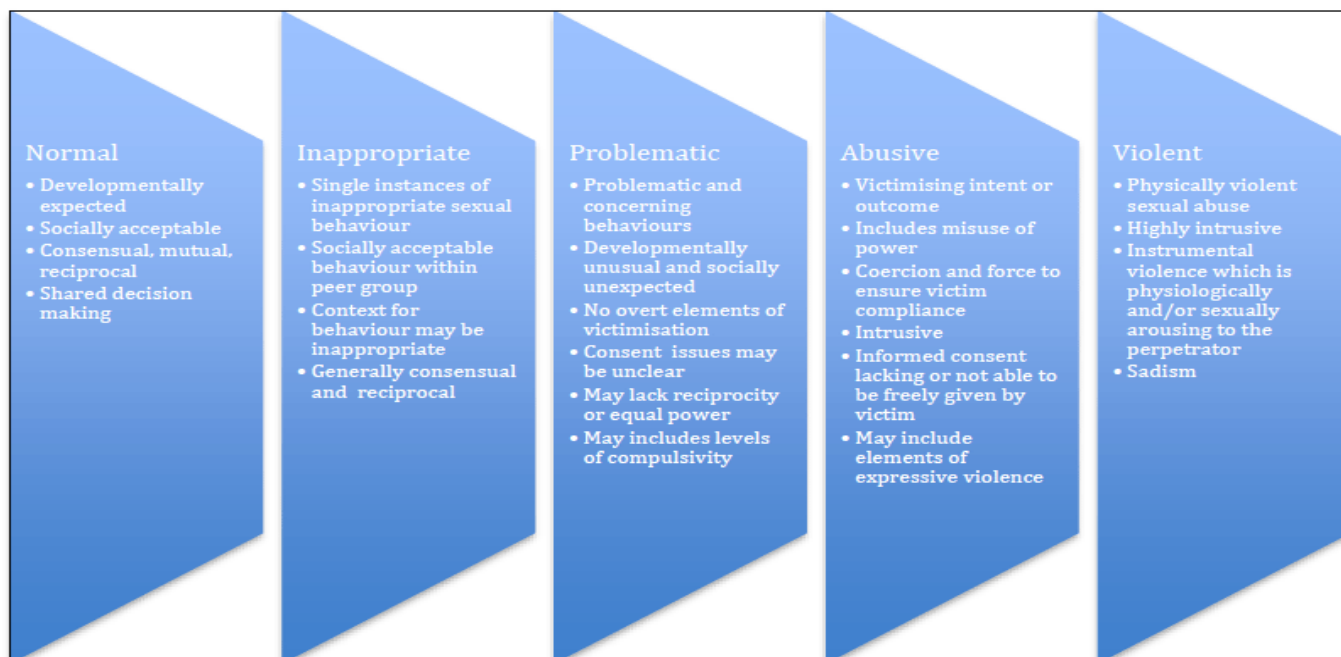 Normal
• Developmentally
expected
• Socially acceptable
• Consensual, mutual,
reciprocal
• Shared decision
making
Inappropriate
• Single instances of
inappropriate sexual
behaviour
• Socially acceptable
behaviour within
peer group
• Context for
behaviour may be
inappropriate
• Generally consensual
and reciprocal
Problematic
• Problematic and
concerning
behaviours
• Developmentally
unusual and socially
unexpected
• No overt elements of
victimisation
• Consent issues may
be unclear
• May lack reciprocity
or equal power
• May includes levels
of compulsivity
Abusive
• Victimising intent or
outcome
• Includes misuse of
power
• Coercion and force to
ensure victim
compliance
• Intrusive
• Informed consent
lacking or not able to
be freely given by
victim
• May include
elements of
expressive violence
Violent
• Physically violent
sexual abuse
• Highly intrusive
• Instrumental
violence which is
physiologically
and/or sexually
arousing to the
perpetrator
• Sadism